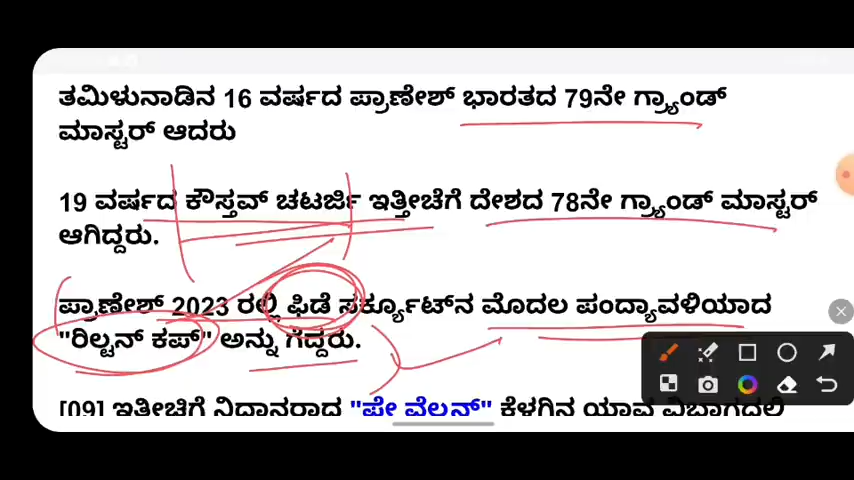 ತಮಿಳುನಾಡಿನ 16 ವರ್ಷದ ಪ್ರಾಣೇಶ್ ಭಾರತದ 79ನೇ ಗ್ರ್ಯಾಂಡ್
ಮಾಸ್ಟರ್ ಆದರು
19 ವರ್ಷದ ಕೌಸ್ತವ್ ಚಟರ್ಜಿ ಇತ್ತೀಚೆಗೆ ದೇಶದ 78ನೇ ಗ್ರ್ಯಾಂಡ್ ಮಾಸ್ಟರ್
ಆಗಿದ್ದರು.
ಪ್ರಾಣೇಶ್ 2023 ರಲ್ಲಿ ಫಿಡೆ ಸರ್ಕ್ಯೂಟ್‌ನ ಮೊದಲ ಪಂದ್ಯಾವಳಿಯಾದ
"ರಿಲ್ಟನ್ ಕಪ್" ಅನ್ನು ಗೆದ್ದರು.
[09] ಇತ್ತೀಚಿಗೆ ನಿಧಾನರಾದ "ಪೇ ವೆಲನ್" ಕೆಳಗಿನ ಯಾವ ವಿಭಾಗದಲ್ಲಿ